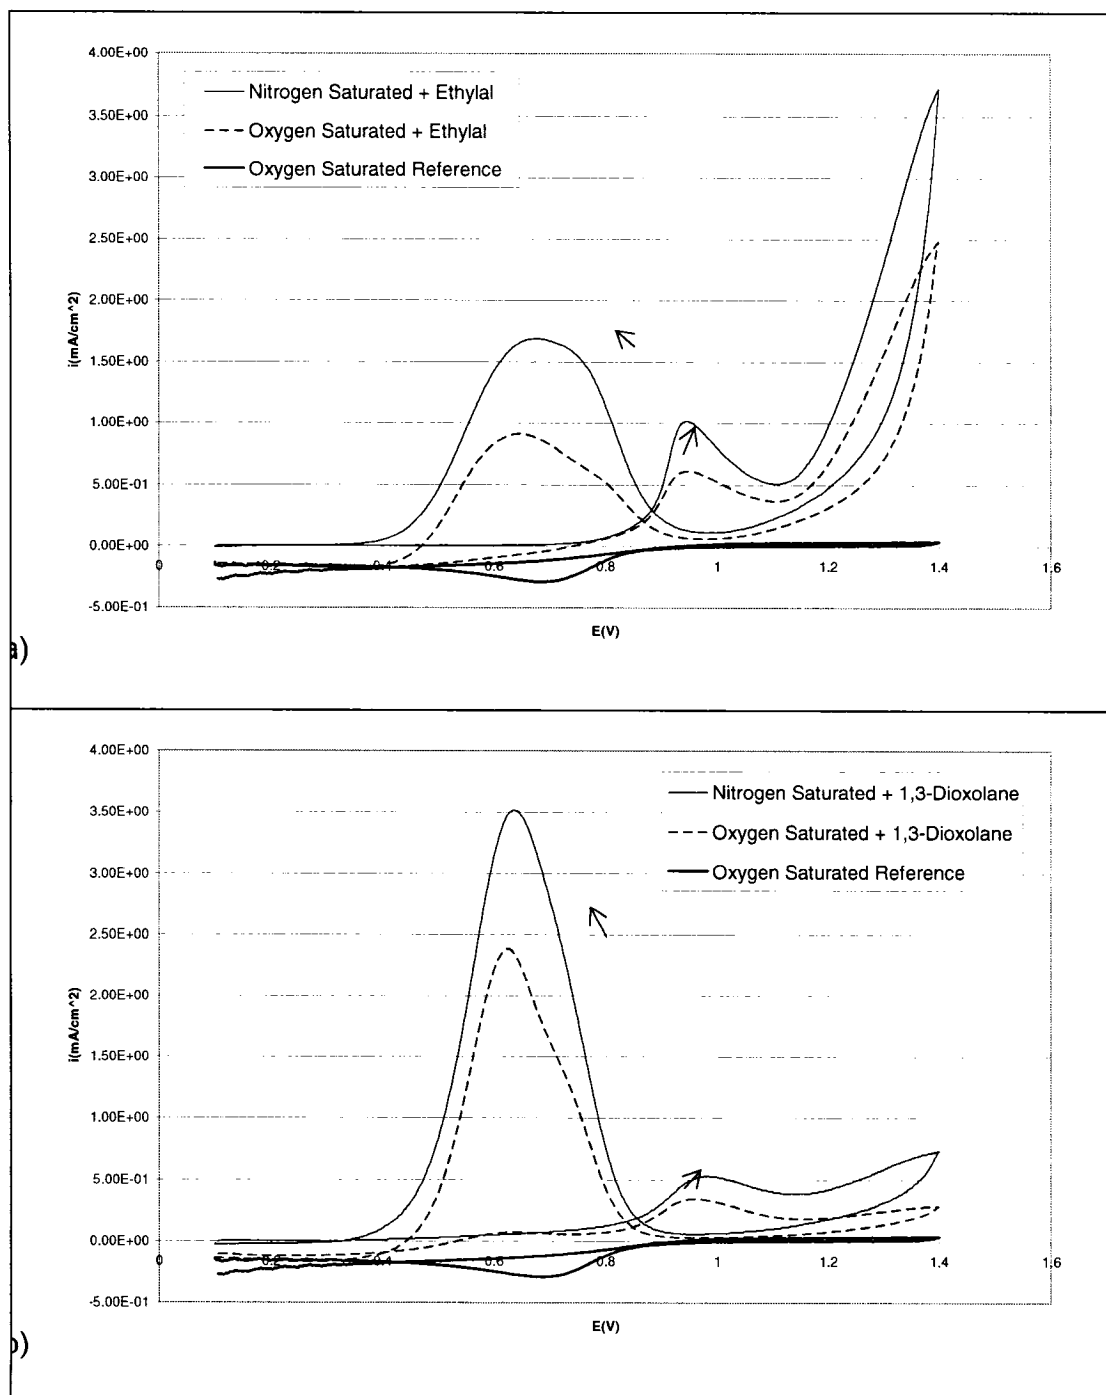 4.00E+00
3.50E+00
3.00E+00
2.50E+00
2.00E+00
1.50E+00
1.00E+00
5.00E-01
0.00E+00
-5.00E-01
i(mA/cm^2)
Nitrogen Saturated + Ethylal
Oxygen Saturated + Ethylal
Oxygen Saturated Reference
0 0.2 0.4 0.6 0.8 1 1.2 1.4 1.6
E(V)
a)
4.00E+00
3.50E+00
3.00E+00
2.50E+00
2.00E+00
1.50E+00
1.00E+00
5.00E-01
0.00E+00
-5.00E-01
i(mA/cm^2)
Nitrogen Saturated + 1,3-Dioxolane
Oxygen Saturated + 1,3-Dioxolane
Oxygen Saturated Reference
0 0.2 0.4 0.6 0.8 1 1.2 1.4 1.6
E(V)
b)